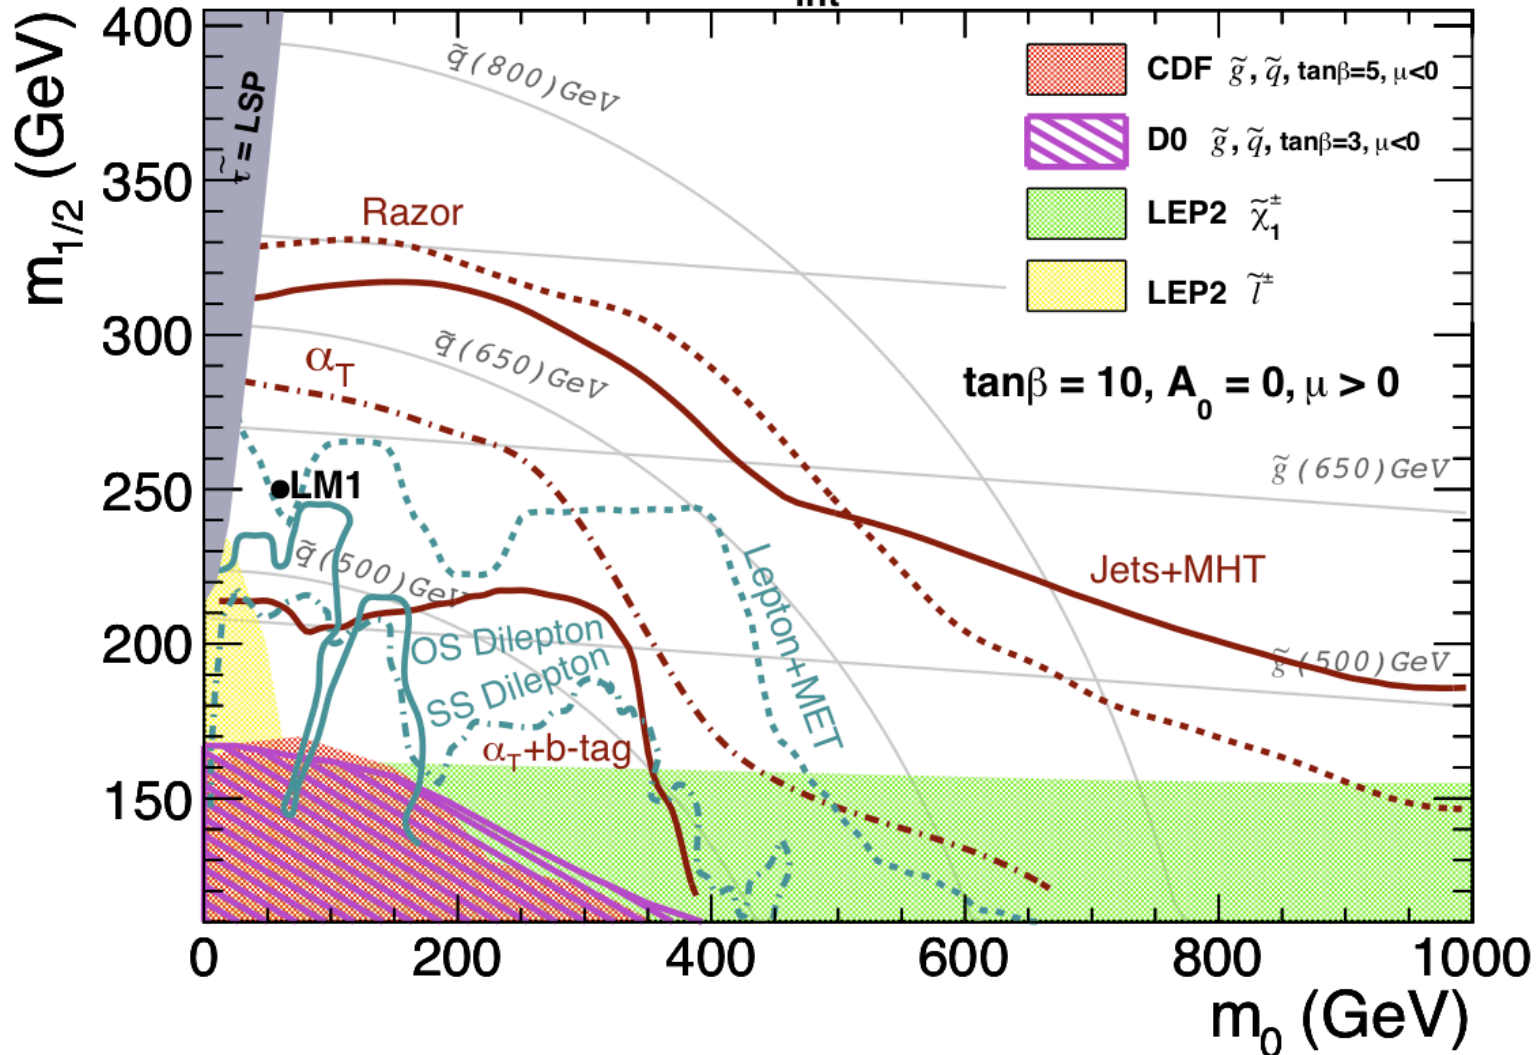 int
400
350
300
250
200
150
m1/2 (GeV)
τ̃ = LSP
q̃(800)GeV
CDF g̃, q̃, tanβ=5, μ<0
D0 g̃, q̃, tanβ=3, μ<0
LEP2 χ̃1±
LEP2 l̃±
Razor
q̃(650)GeV
αT
tanβ = 10, A0 = 0, μ > 0
g̃(650)GeV
LM1
q̃(500)GeV
Jets+MHT
OS Dilepton
SS Dilepton
Lepton+MET
g̃(500)GeV
αT+b-tag
0 200 400 600 800 1000
m0 (GeV)